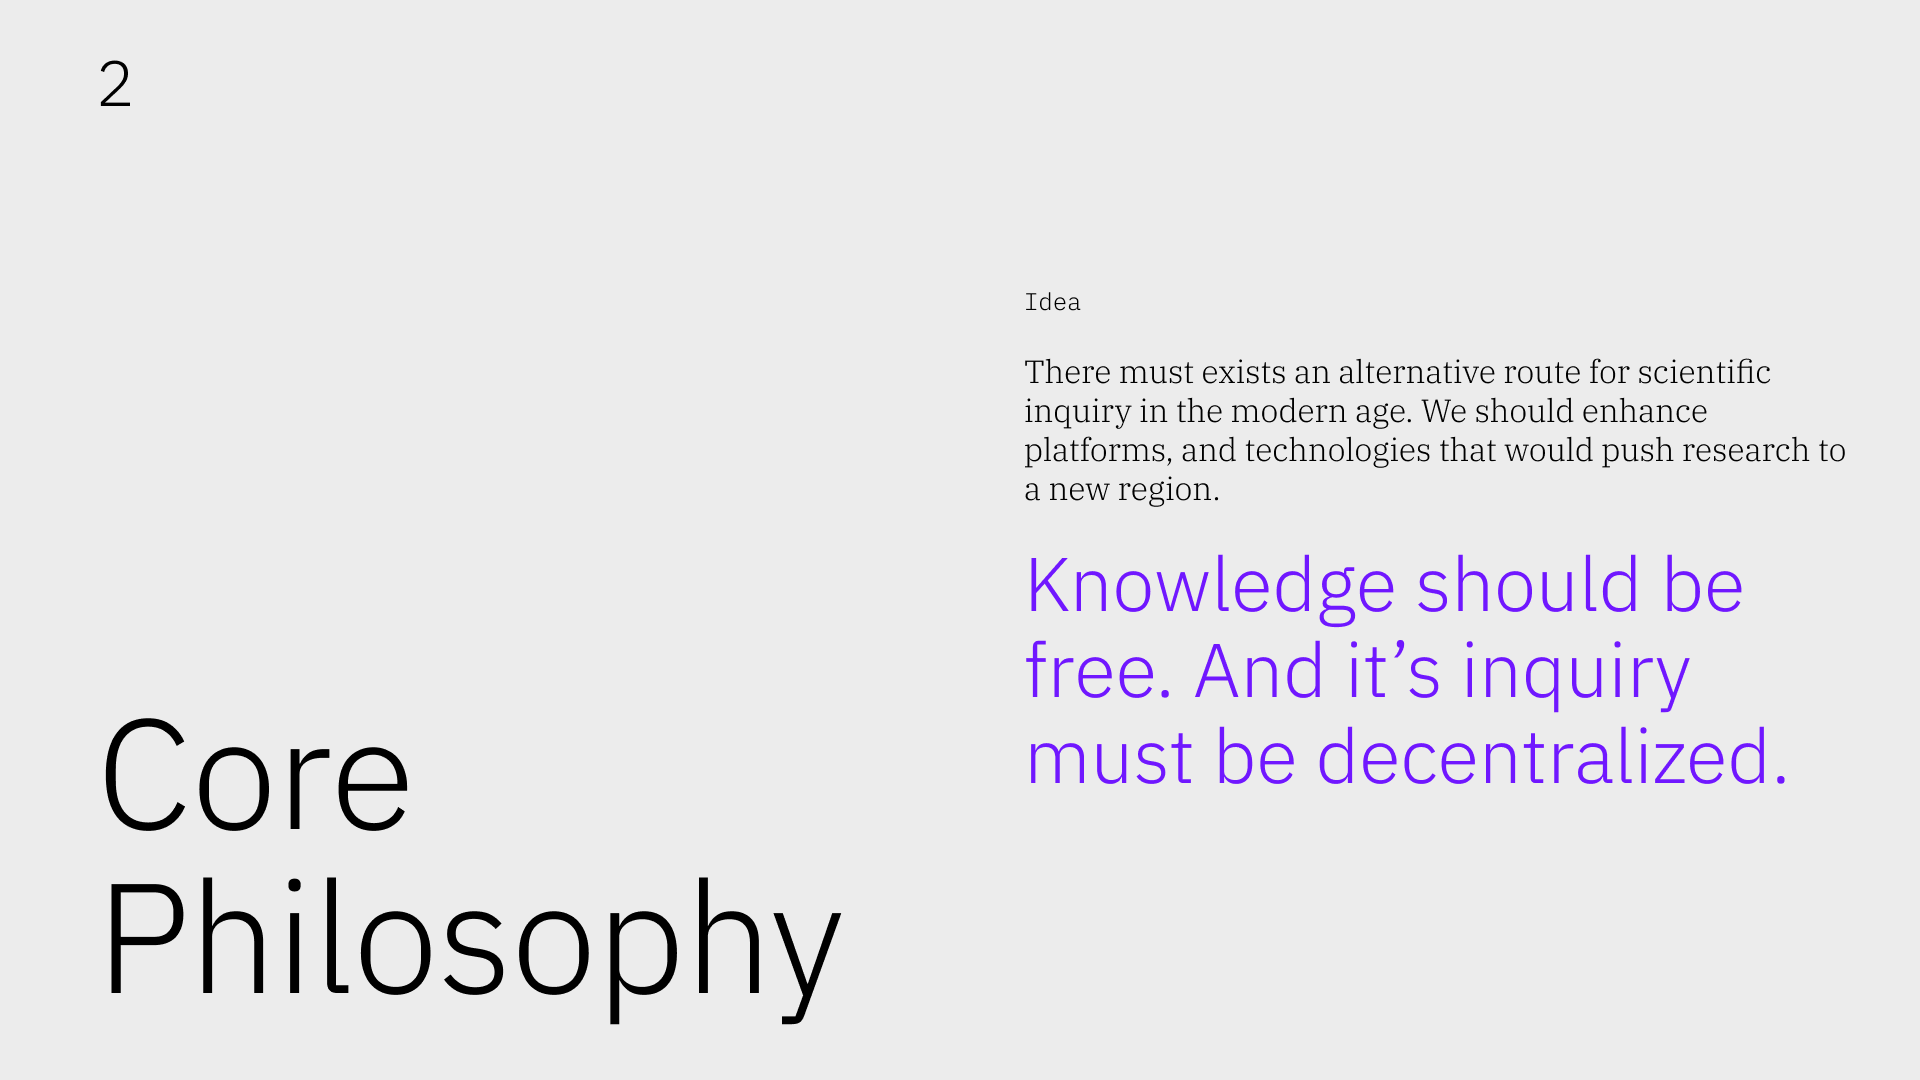 2
Idea
There must exists an alternative route for scientific
inquiry in the modern age. We should enhance
platforms, and technologies that would push research to
a new region.
Knowledge should be
free. And it’s inquiry
must be decentralized.
Core
Philosophy